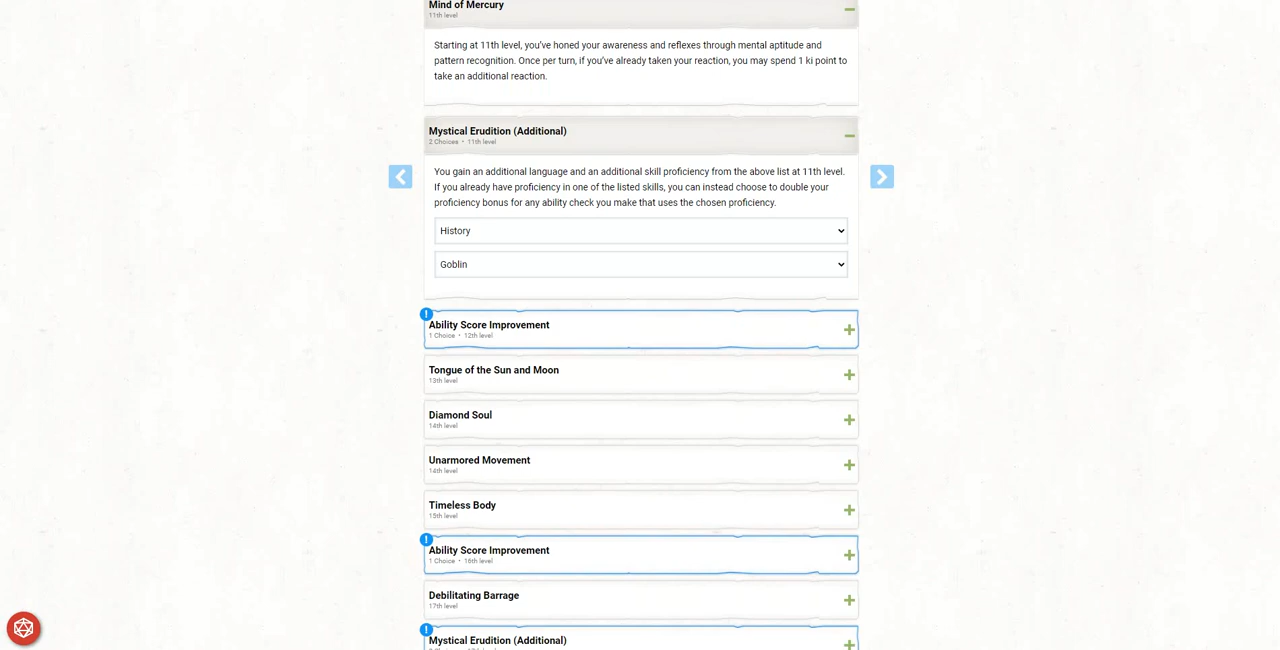 Mind of Mercury
11th level
Starting at 11th level, you've honed your awareness and reflexes through mental aptitude and
pattern recognition. Once per turn, if you've already taken your reaction, you may spend 1 ki point to
take an additional reaction.
Mystical Erudition (Additional)
2 Choices • 11th level
You gain an additional language and an additional skill proficiency from the above list at 11th level.
If you already have proficiency in one of the listed skills, you can instead choose to double your
proficiency bonus for any ability check you make that uses the chosen proficiency.
History
Goblin
!
Ability Score Improvement
1 Choice • 12th level
Tongue of the Sun and Moon
13th level
Diamond Soul
14th level
Unarmored Movement
14th level
Timeless Body
15th level
!
Ability Score Improvement
1 Choice • 16th level
Debilitating Barrage
17th level
!
Mystical Erudition (Additional)